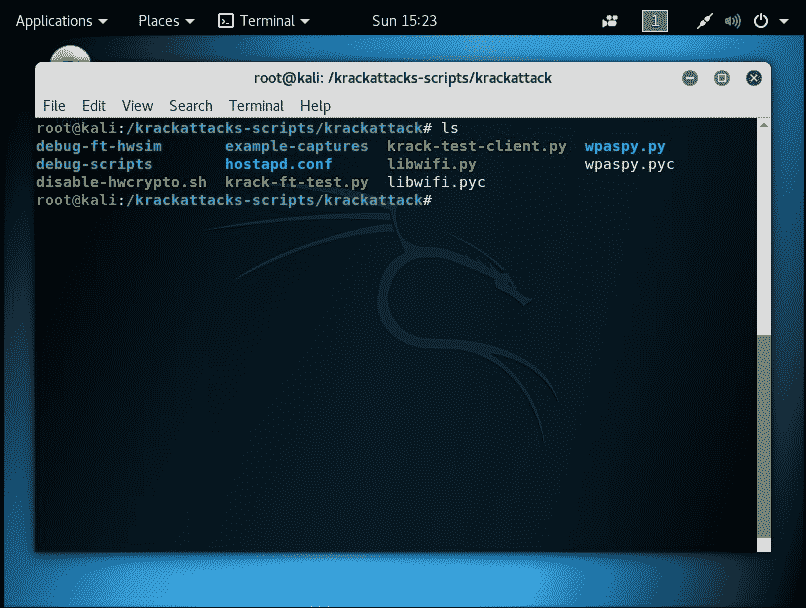 Applications Places Terminal Sun 15:23 1
root@kali: /krackattacks-scripts/krackattack
File Edit View Search Terminal Help
root@kali:/krackattacks-scripts/krackattack# ls
debug-ft-hwsim example-captures krack-test-client.py wpaspy.py
debug-scripts hostapd.conf libwifi.py wpaspy.pyc
disable-hwcrypto.sh krack-ft-test.py libwifi.pyc
root@kali:/krackattacks-scripts/krackattack#